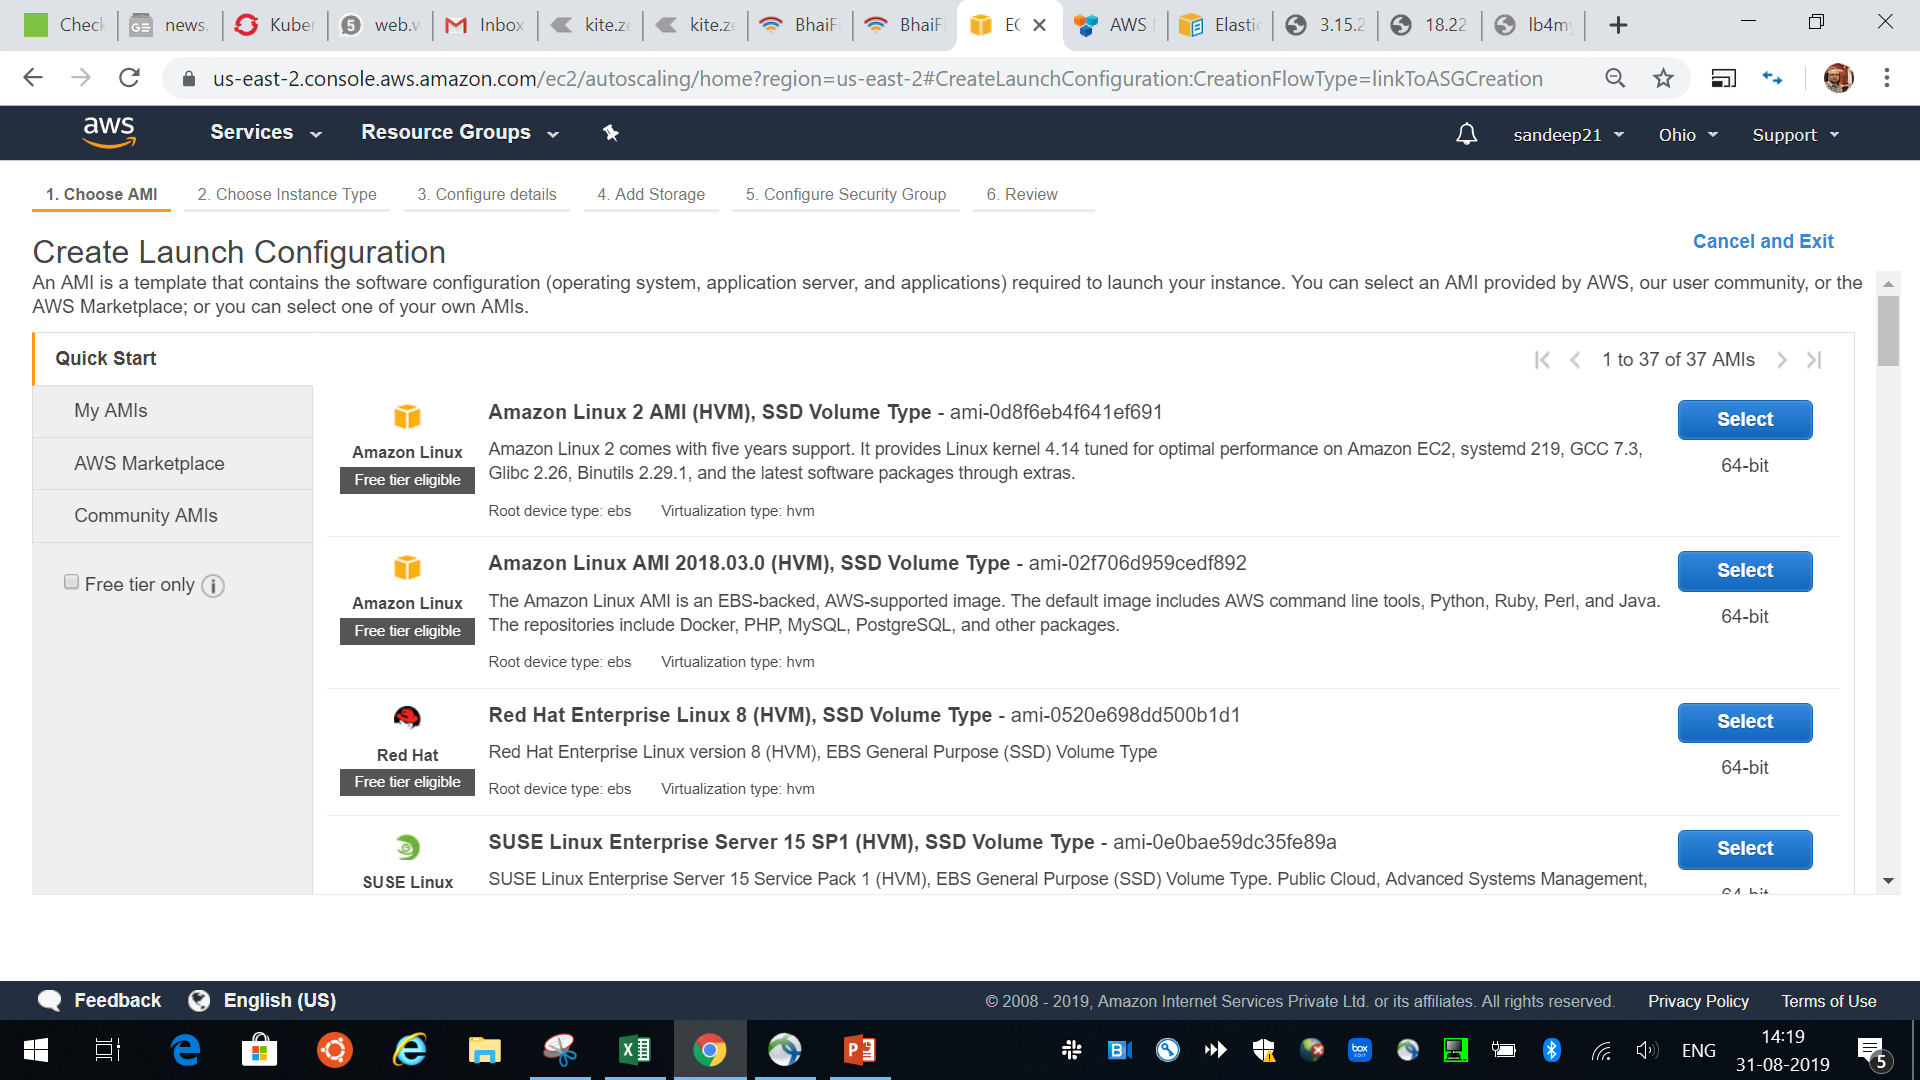 Check
news.
Kuber
web.w
Inbox
kite.ze
kite.ze
BhaiFi
BhaiFi
EC
AWS
Elastic
3.15.2
18.22
lb4my
us-east-2.console.aws.amazon.com/ec2/autoscaling/home?region=us-east-2#CreateLaunchConfiguration:CreationFlowType=linkToASGCreation
aws
Services
Resource Groups
sandeep21
Ohio
Support
1. Choose AMI
2. Choose Instance Type
3. Configure details
4. Add Storage
5. Configure Security Group
6. Review
Create Launch Configuration
Cancel and Exit
An AMI is a template that contains the software configuration (operating system, application server, and applications) required to launch your instance. You can select an AMI provided by AWS, our user community, or the
AWS Marketplace; or you can select one of your own AMIs.
Quick Start
1 to 37 of 37 AMIs
My AMIs
AWS Marketplace
Community AMIs
Free tier only
Amazon Linux
Free tier eligible
Amazon Linux 2 AMI (HVM), SSD Volume Type - ami-0d8f6eb4f641ef691
Amazon Linux 2 comes with five years support. It provides Linux kernel 4.14 tuned for optimal performance on Amazon EC2, systemd 219, GCC 7.3,
Glibc 2.26, Binutils 2.29.1, and the latest software packages through extras.
Root device type: ebs Virtualization type: hvm
Select
64-bit
Amazon Linux
Free tier eligible
Amazon Linux AMI 2018.03.0 (HVM), SSD Volume Type - ami-02f706d959cedf892
The Amazon Linux AMI is an EBS-backed, AWS-supported image. The default image includes AWS command line tools, Python, Ruby, Perl, and Java.
The repositories include Docker, PHP, MySQL, PostgreSQL, and other packages.
Root device type: ebs Virtualization type: hvm
Select
64-bit
Red Hat
Free tier eligible
Red Hat Enterprise Linux 8 (HVM), SSD Volume Type - ami-0520e698dd500b1d1
Red Hat Enterprise Linux version 8 (HVM), EBS General Purpose (SSD) Volume Type
Root device type: ebs Virtualization type: hvm
Select
64-bit
SUSE Linux
SUSE Linux Enterprise Server 15 SP1 (HVM), SSD Volume Type - ami-0e0bae59dc35fe89a
SUSE Linux Enterprise Server 15 Service Pack 1 (HVM), EBS General Purpose (SSD) Volume Type. Public Cloud, Advanced Systems Management,
Select
64-bit
Feedback
English (US)
© 2008 - 2019, Amazon Internet Services Private Ltd. or its affiliates. All rights reserved.
Privacy Policy
Terms of Use
ENG
14:19
31-08-2019
5